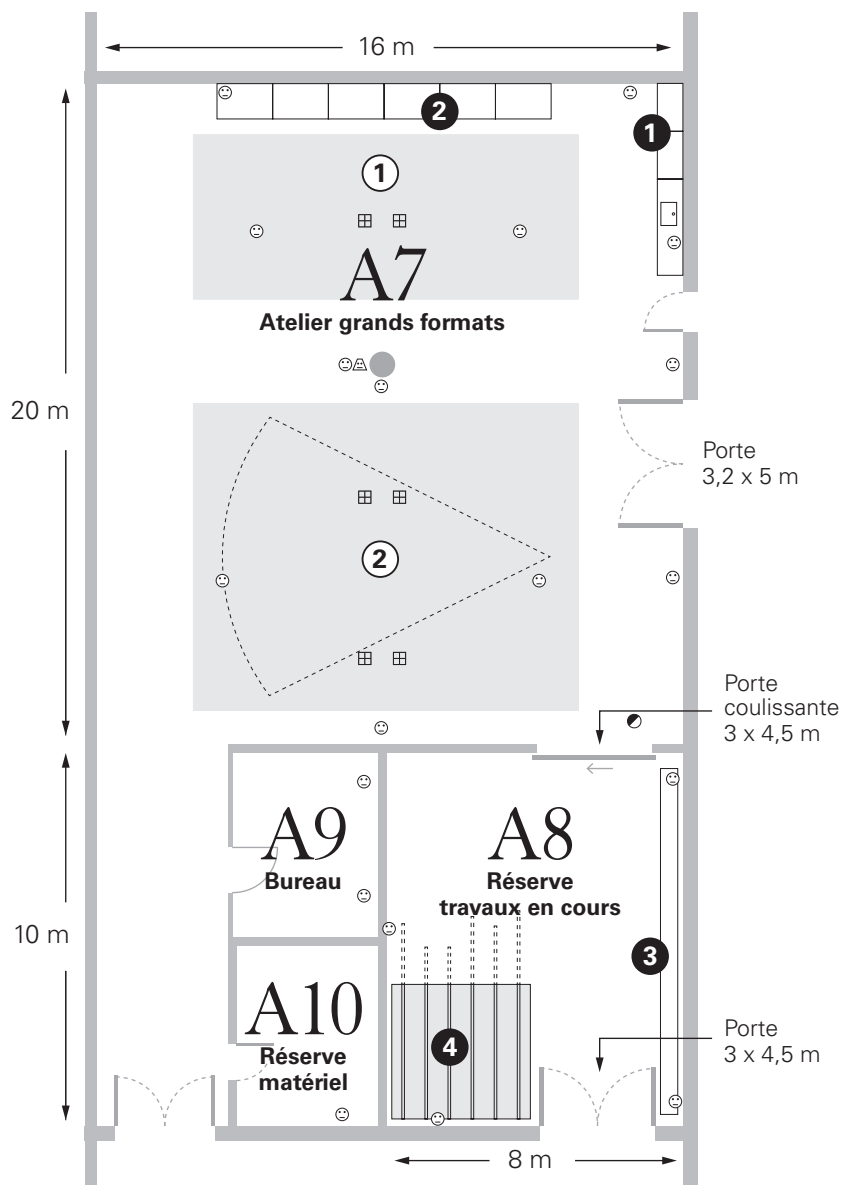 16 m
2
1
1
A7
Atelier grands formats
20 m
Porte
3,2 x 5 m
2
Porte
coulissante
3 x 4,5 m
A9
Bureau
A8
Réserve
travaux en cours
10 m
3
A10
Réserve
matériel
4
Porte
3 x 4,5 m
8 m